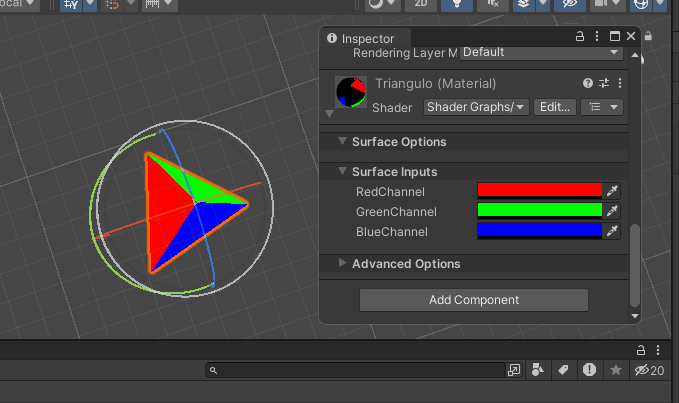 ocal
2D
Inspector
Rendering Layer M Default
Triangulo (Material)
Shader Shader Graphs/ Edit...
Surface Options
Surface Inputs
RedChannel
GreenChannel
BlueChannel
Advanced Options
Add Component
20